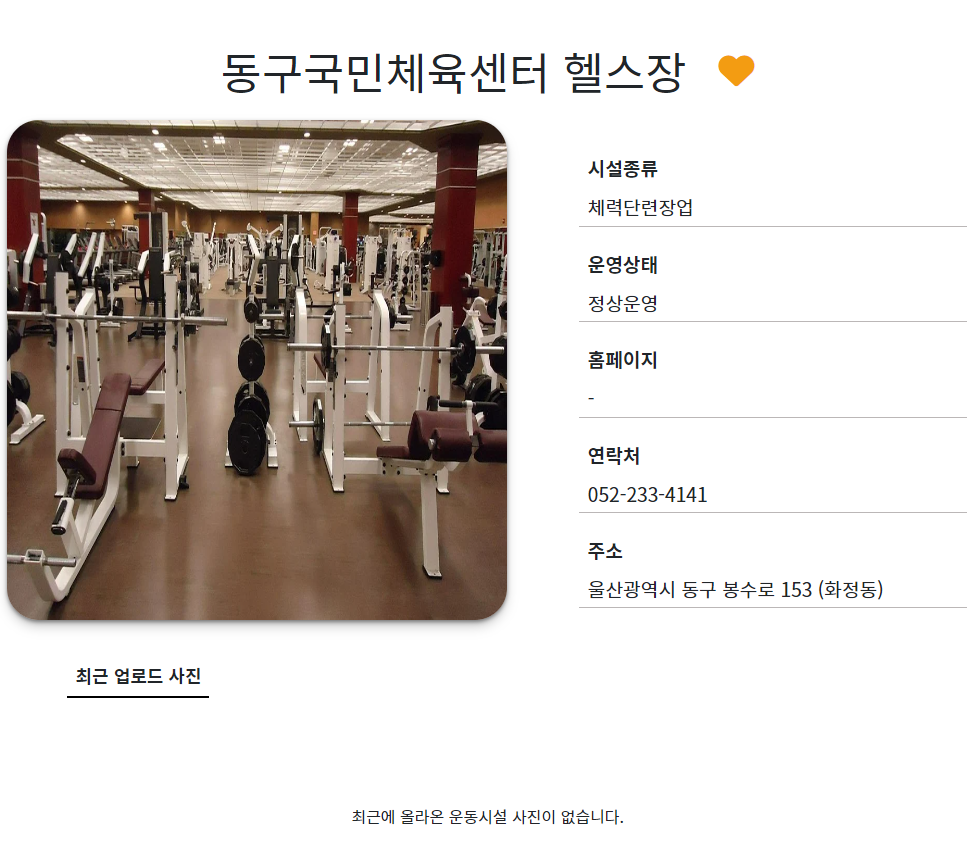 동구국민체육센터 헬스장
시설종류
체력단련장업
운영상태
정상운영
홈페이지
-
연락처
052-233-4141
주소
울산광역시 동구 봉수로 153 (화정동)
최근 업로드 사진
최근에 올라온 운동시설 사진이 없습니다.